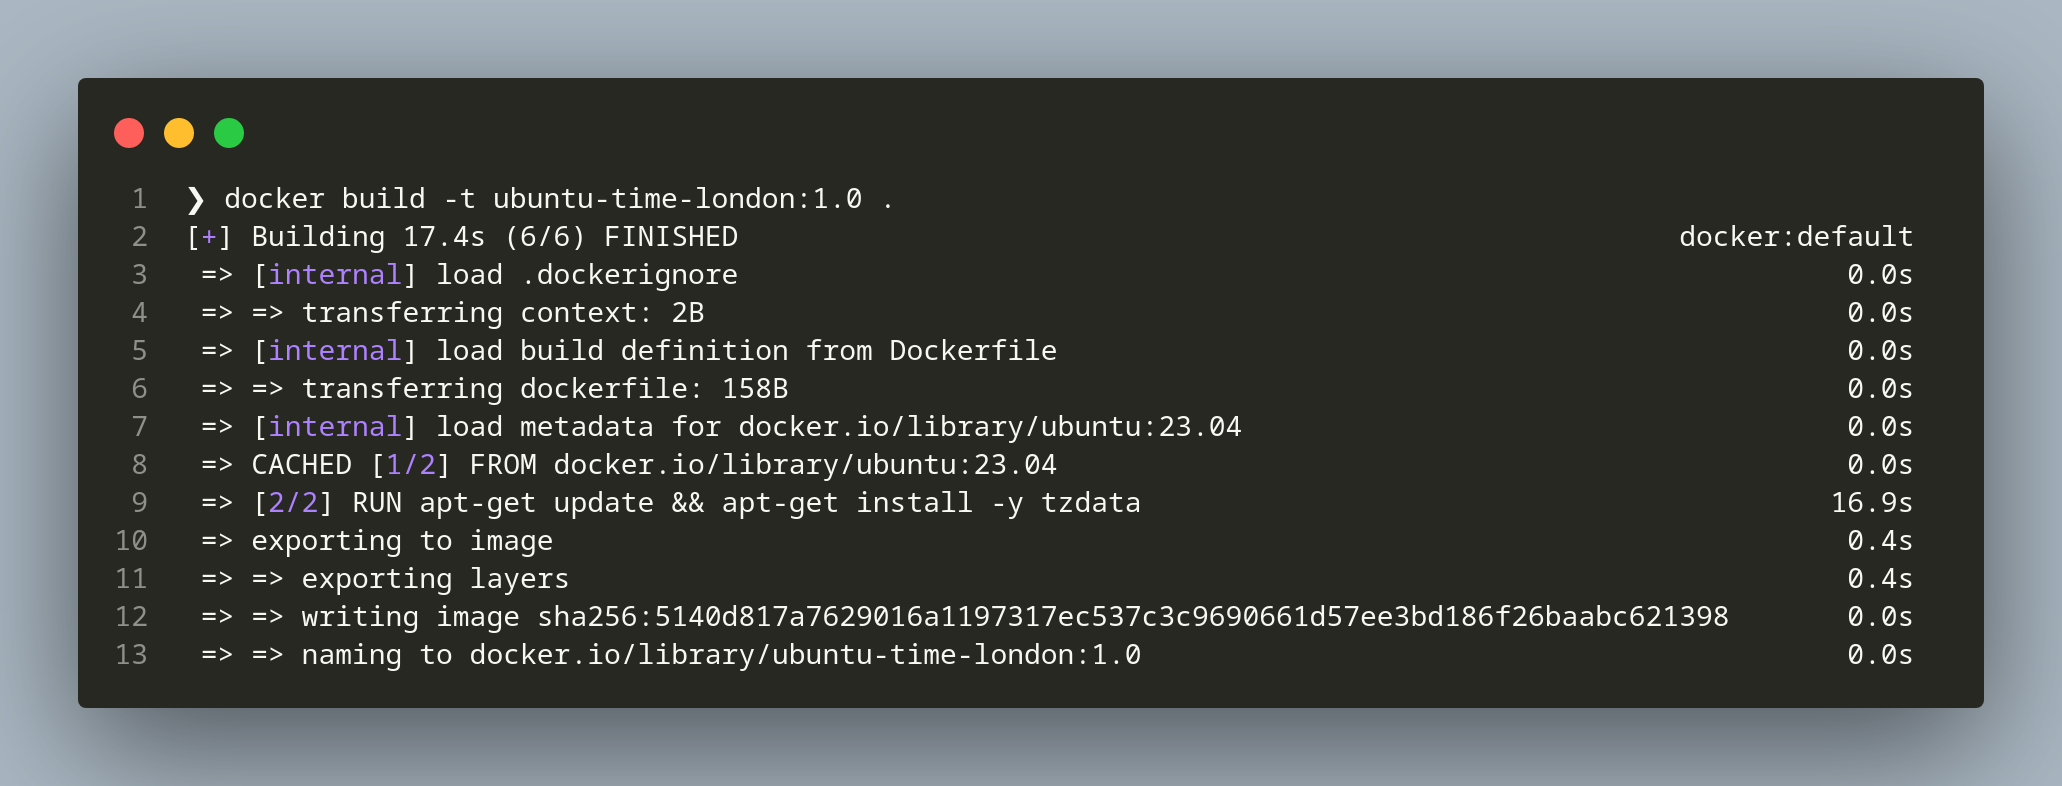 1 ❯ docker build -t ubuntu-time-london:1.0 .
2 [+] Building 17.4s (6/6) FINISHED docker:default
3 => [internal] load .dockerignore 0.0s
4 => => transferring context: 2B 0.0s
5 => [internal] load build definition from Dockerfile 0.0s
6 => => transferring dockerfile: 158B 0.0s
7 => [internal] load metadata for docker.io/library/ubuntu:23.04 0.0s
8 => CACHED [1/2] FROM docker.io/library/ubuntu:23.04 0.0s
9 => [2/2] RUN apt-get update && apt-get install -y tzdata 16.9s
10 => exporting to image 0.4s
11 => => exporting layers 0.4s
12 => => writing image sha256:5140d817a7629016a1197317ec537c3c9690661d57ee3bd186f26baabc621398 0.0s
13 => => naming to docker.io/library/ubuntu-time-london:1.0 0.0s